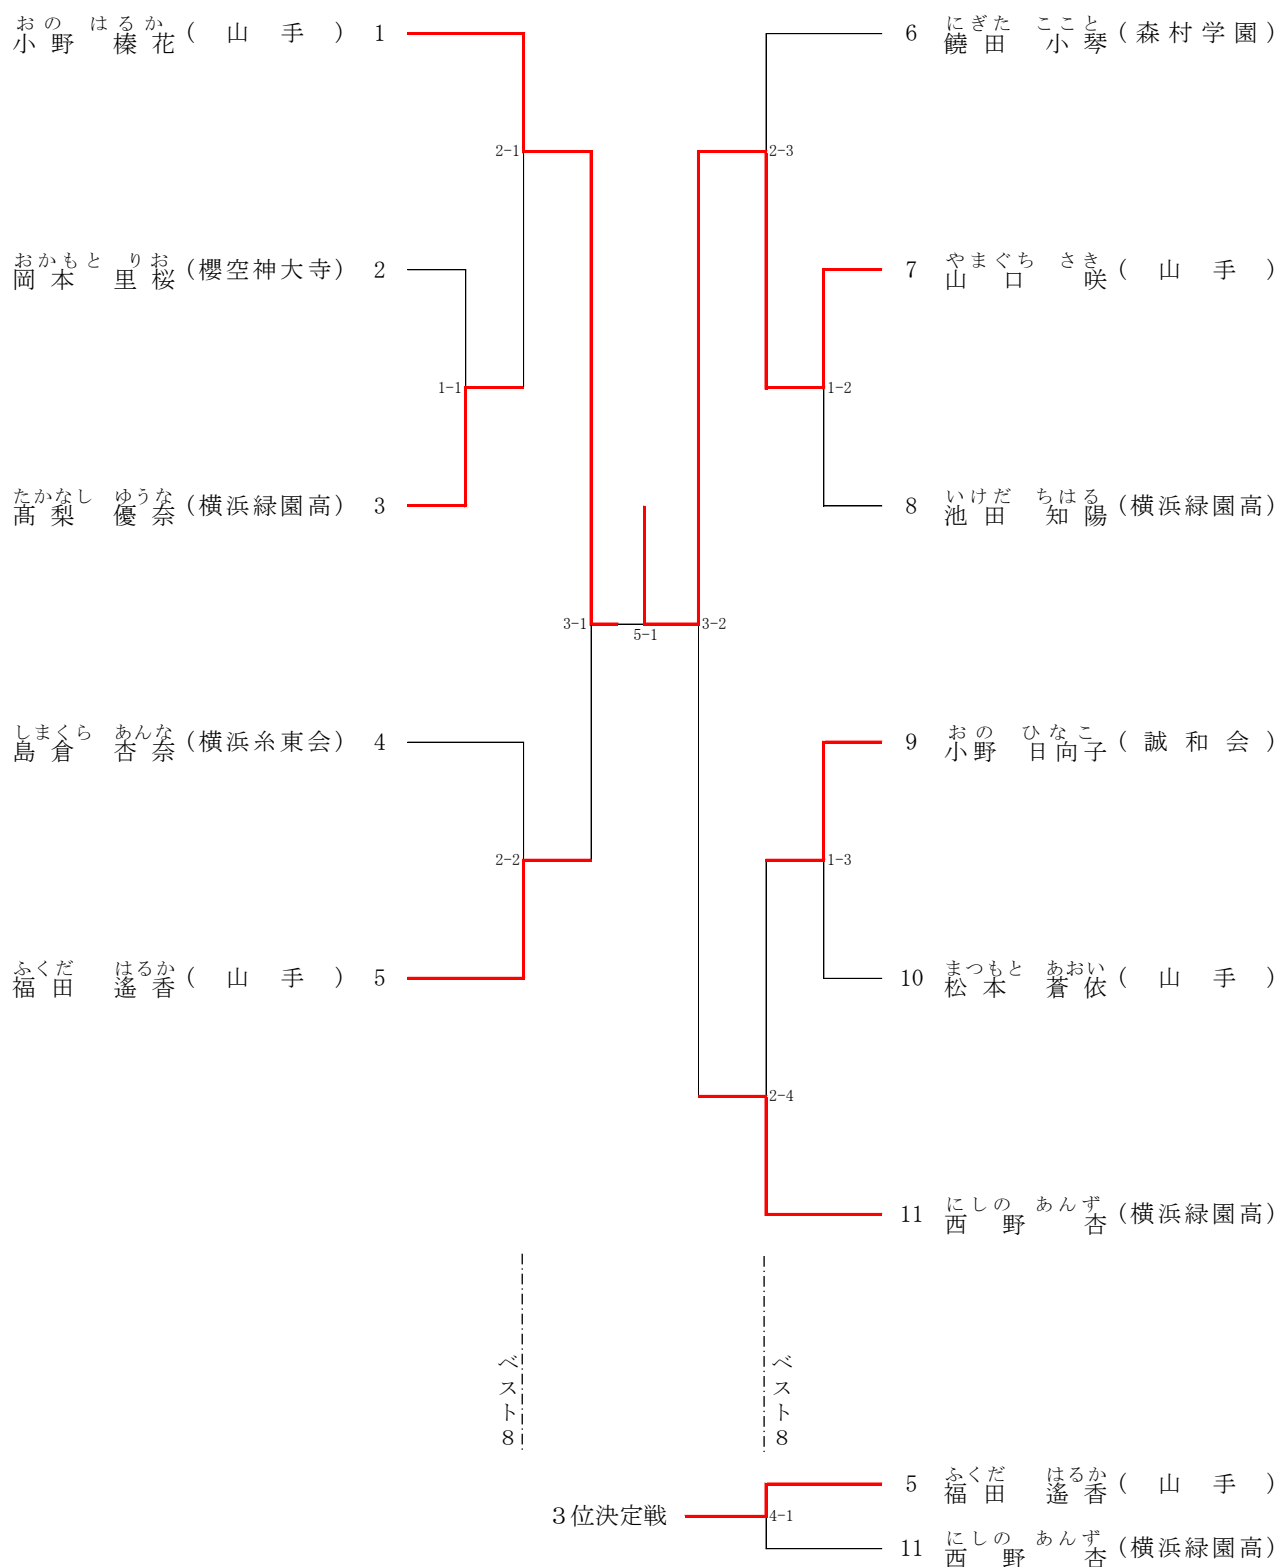 おの はるか
小野 榛花 (山手) 1
2-1
おかもと りお
岡本 里桜 (櫻空神大寺) 2
1-1
たかなし ゆうな
髙梨 優奈 (横浜緑園高) 3
3-1
しまくら あんな
島倉 杏奈 (横浜糸東会) 4
2-2
ふくだ はるか
福田 遙香 (山手) 5
5-1
にぎた ここと
6 饒田 小琴 (森村学園)
2-3
やまぐち さき
7 山口 咲 (山手)
1-2
いけだ ちはる
8 池田 知陽 (横浜緑園高)
3-2
おの ひなこ
9 小野 日向子 (誠和会)
1-3
まつもと あおい
10 松本 蒼依 (山手)
2-4
にしの あんず
11 西野 杏 (横浜緑園高)
ベスト8
ベスト8
3位決定戦
4-1
ふくだ はるか
5 福田 遙香 (山手)
にしの あんず
11 西野 杏 (横浜緑園高)